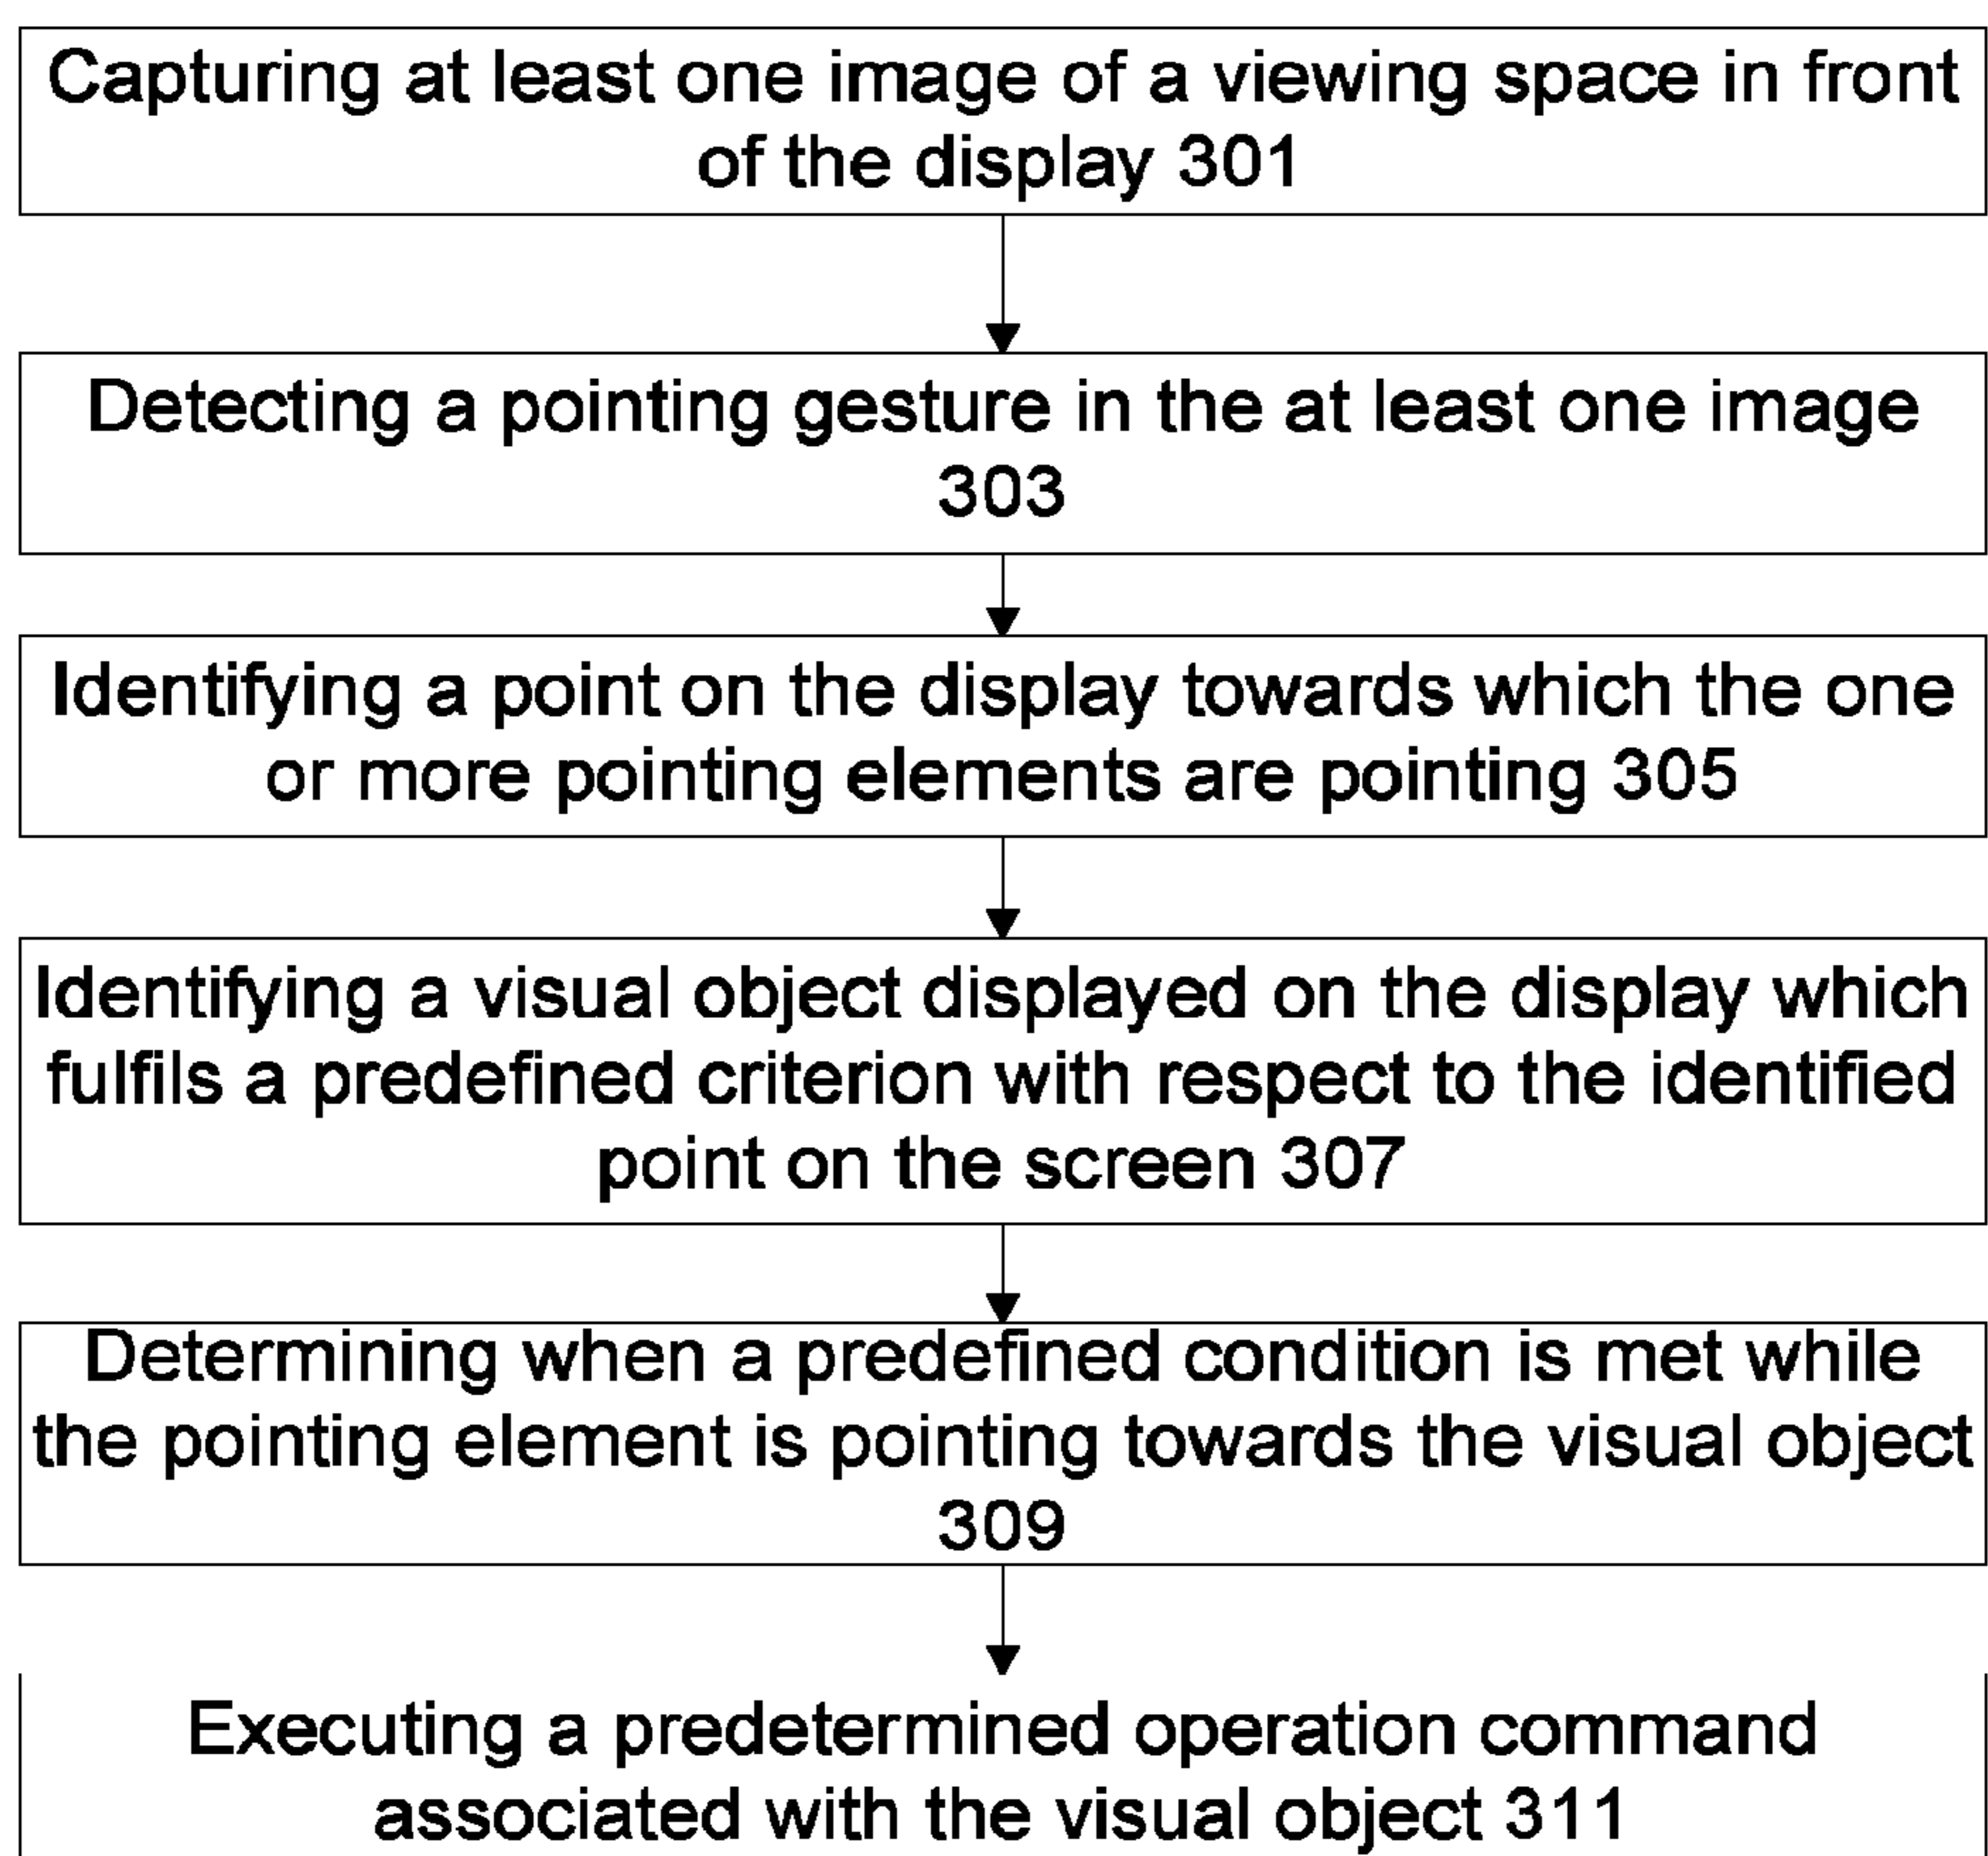 Capturing at least one image of a viewing space in front
of the display 301
Detecting a pointing gesture in the at least one image
303
Identifying a point on the display towards which the one
or more pointing elements are pointing 305
Identifying a visual object displayed on the display which
fulfils a predefined criterion with respect to the identified
point on the screen 307
Determining when a predefined condition is met while
the pointing element is pointing towards the visual object
309
Executing a predetermined operation command
associated with the visual object 311